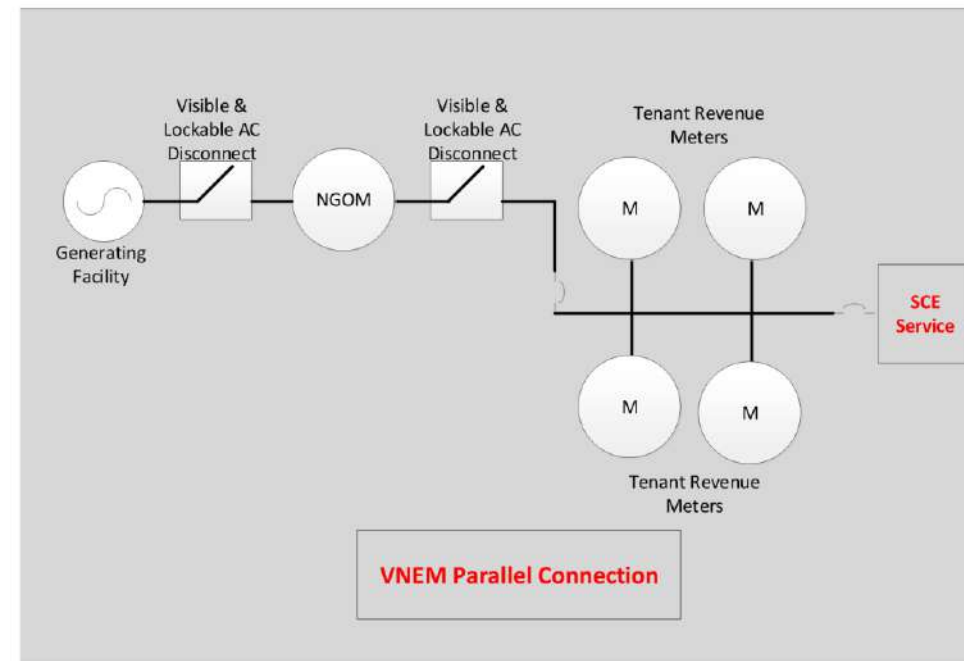 Visible &
Lockable AC
Disconnect
Visible &
Lockable AC
Disconnect
Tenant Revenue
Meters
NGOM
M
M
Generating
Facility
SCE
Service
M
M
Tenant Revenue
Meters
VNEM Parallel Connection